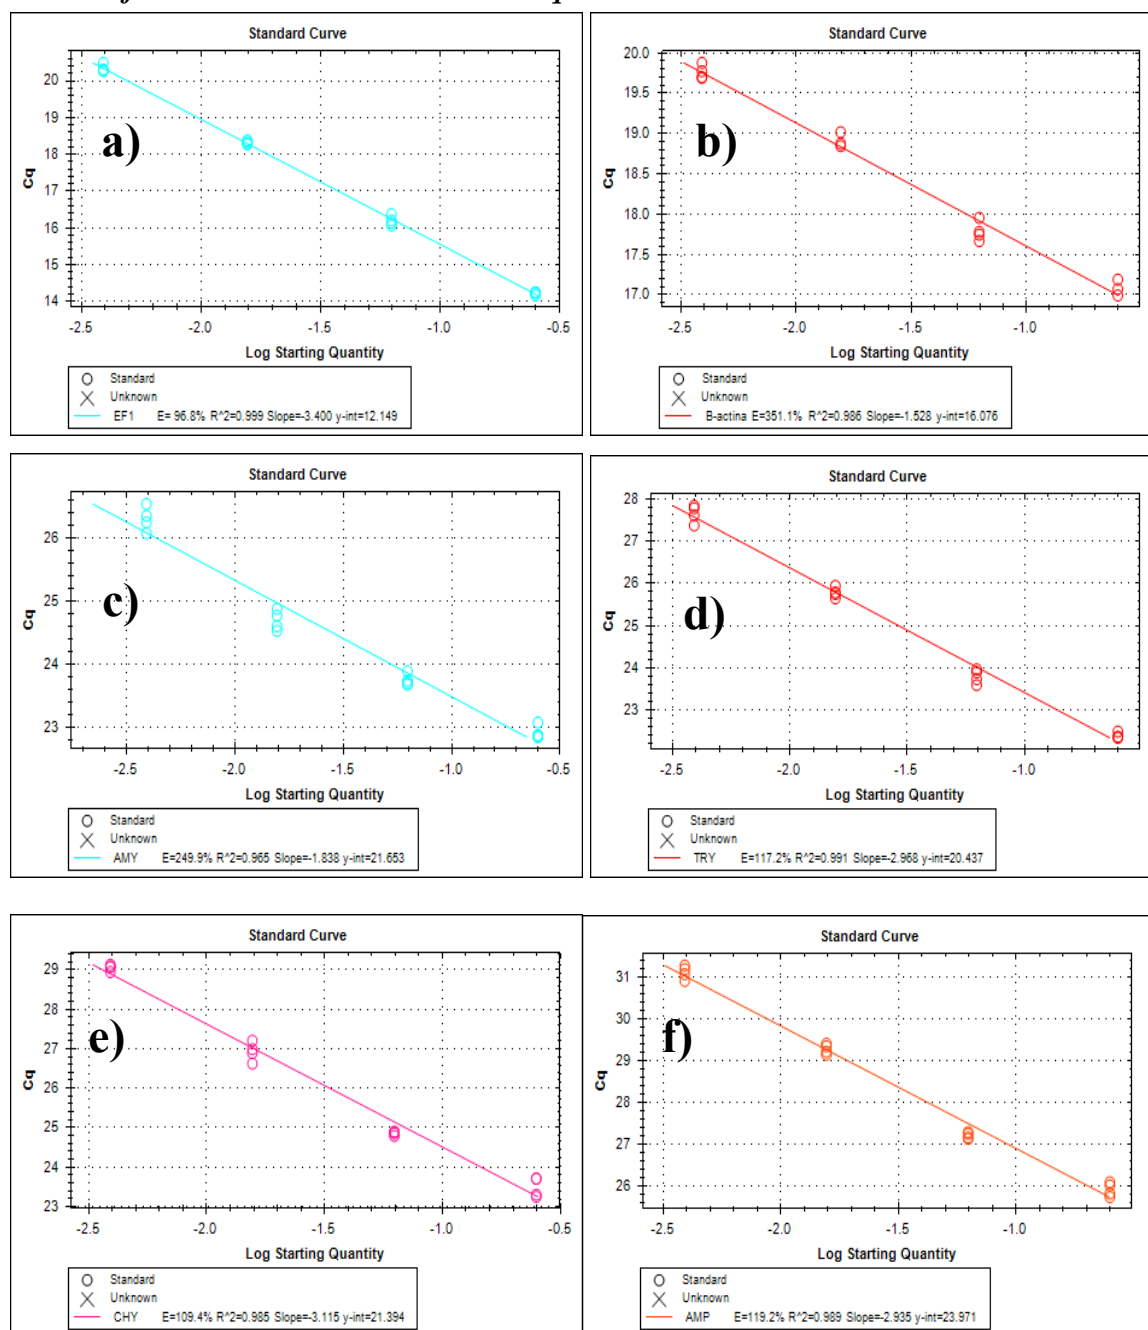 Standard Curve
20
18
16
14
Cq
a)
-2.5
-2.0
-1.5
-1.0
-0.5
Log Starting Quantity
Standard
Unknown
EF1 E= 96.8% R^2=0.999 Slope=-3.400 y-int=12.149
Standard Curve
20.0
19.5
19.0
18.5
18.0
17.5
17.0
Cq
b)
-2.5
-2.0
-1.5
-1.0
Log Starting Quantity
Standard
Unknown
B-actina E=351.1% R^2=0.986 Slope=-1.528 y-int=16.076
Standard Curve
26
25
24
23
Cq
c)
-2.5
-2.0
-1.5
-1.0
-0.5
Log Starting Quantity
Standard
Unknown
AMY E=249.9% R^2=0.965 Slope=-1.838 y-int=21.653
Standard Curve
28
27
26
25
24
23
Cq
d)
-2.5
-2.0
-1.5
-1.0
Log Starting Quantity
Standard
Unknown
TRY E=117.2% R^2=0.991 Slope=-2.968 y-int=20.437
Standard Curve
29
28
27
26
25
24
23
Cq
e)
-2.5
-2.0
-1.5
-1.0
-0.5
Log Starting Quantity
Standard
Unknown
CHY E=109.4% R^2=0.985 Slope=-3.115 y-int=21.394
Standard Curve
31
30
29
28
27
26
Cq
f)
-2.5
-2.0
-1.5
-1.0
Log Starting Quantity
Standard
Unknown
AMP E=119.2% R^2=0.989 Slope=-2.935 y-int=23.971